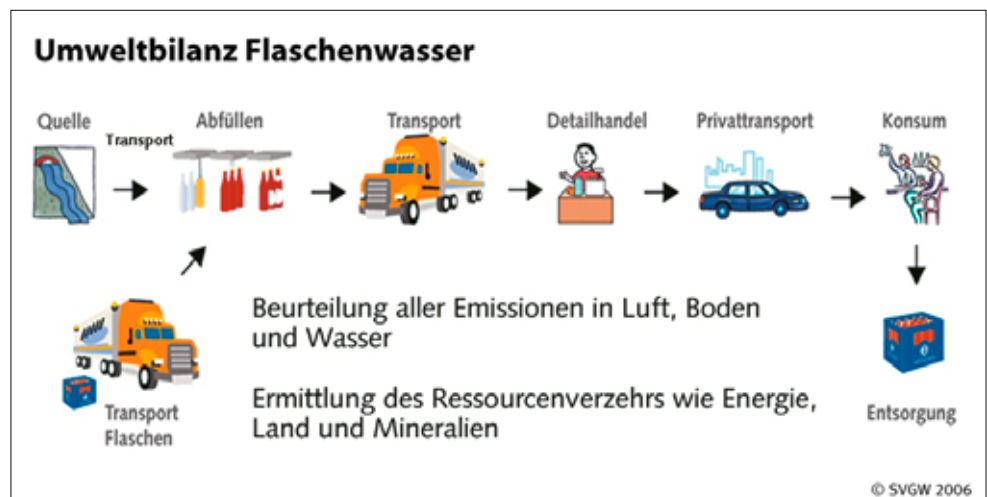 Umweltbilanz Flaschenwasser
Quelle
Transport
Abfüllen
Transport
Detailhandel
Privattransport
Konsum
Beurteilung aller Emissionen in Luft, Boden
und Wasser
Ermittlung des Ressourcenverzehrs wie Energie,
Land und Mineralien
Transport
Flaschen
Entsorgung
© SVGW 2006